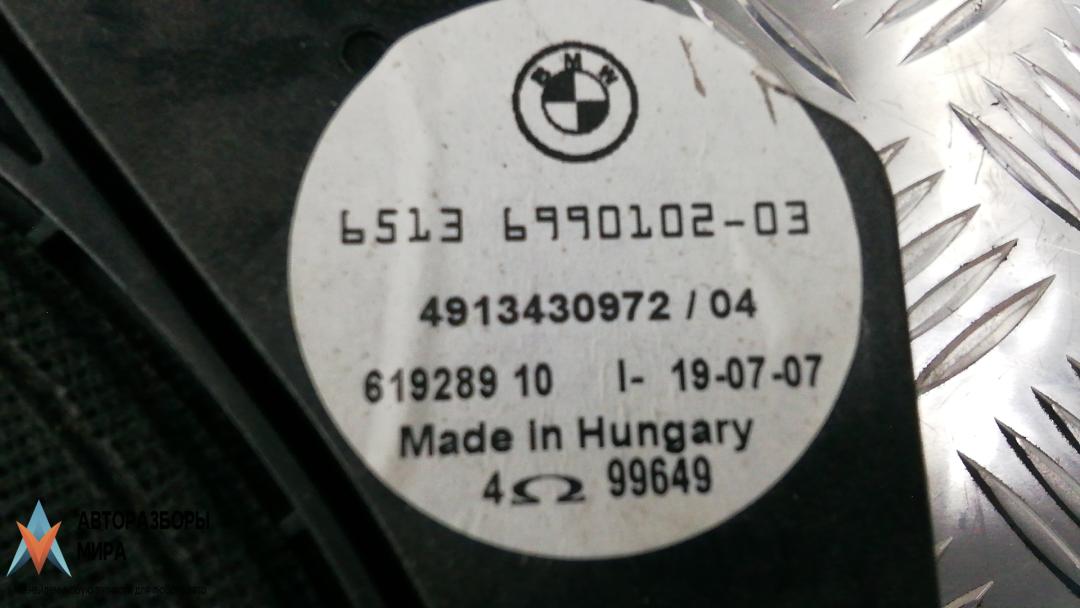 BMW
6513 6990102-03
4913430972 / 04
619289 10 I- 19-07-07
Made in Hungary
4Ω 99649
АВТОРАЗБОРЫ
МИРА